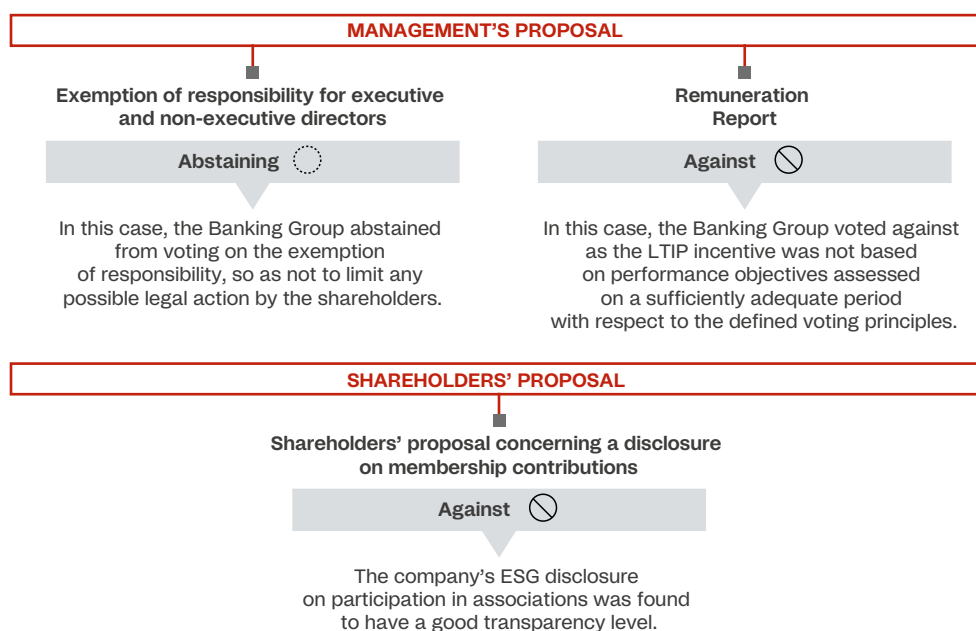 MANAGEMENT'S PROPOSAL
Exemption of responsibility for executive
and non-executive directors
Abstaining
In this case, the Banking Group abstained
from voting on the exemption
of responsibility, so as not to limit any
possible legal action by the shareholders.
Remuneration
Report
Against
In this case, the Banking Group voted against
as the LTIP incentive was not based
on performance objectives assessed
on a sufficiently adequate period
with respect to the defined voting principles.
SHAREHOLDERS' PROPOSAL
Shareholders' proposal concerning a disclosure
on membership contributions
Against
The company's ESG disclosure
on participation in associations was found
to have a good transparency level.